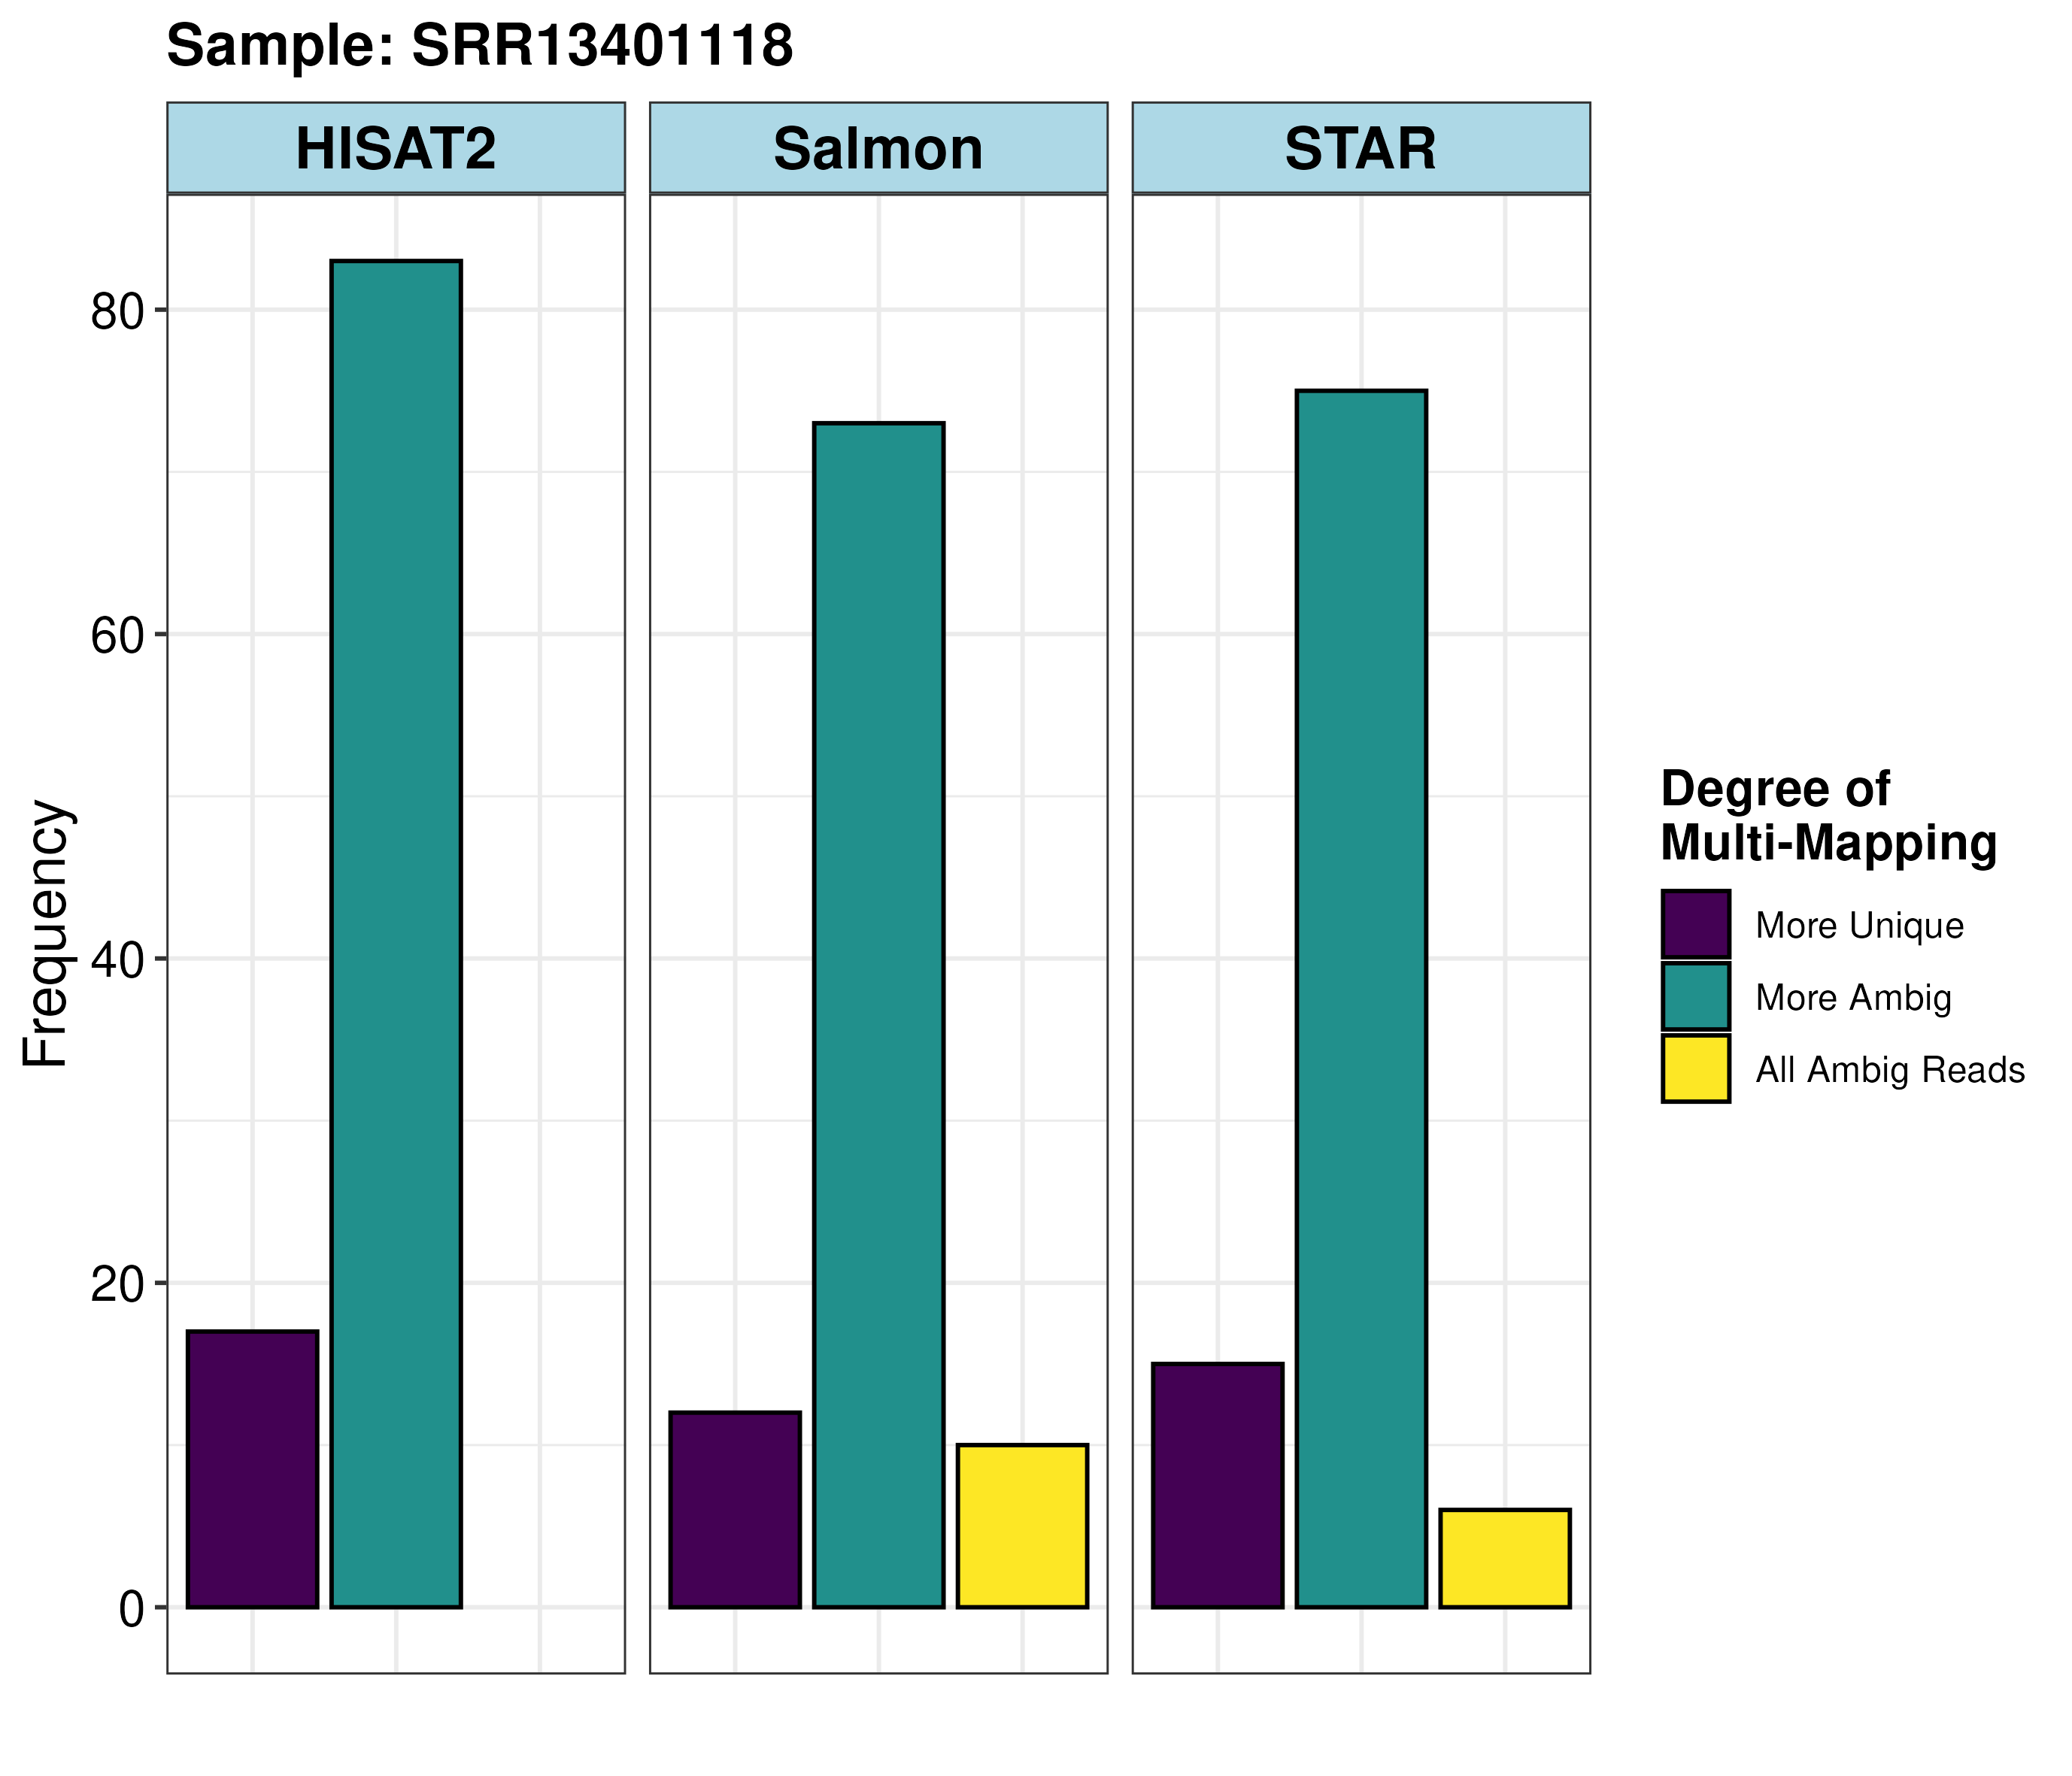 Sample: SRR13401118
HISAT2
Salmon
STAR
80
60
40
20
0
Frequency
Degree of
Multi-Mapping
More Unique
More Ambig
All Ambig Reads